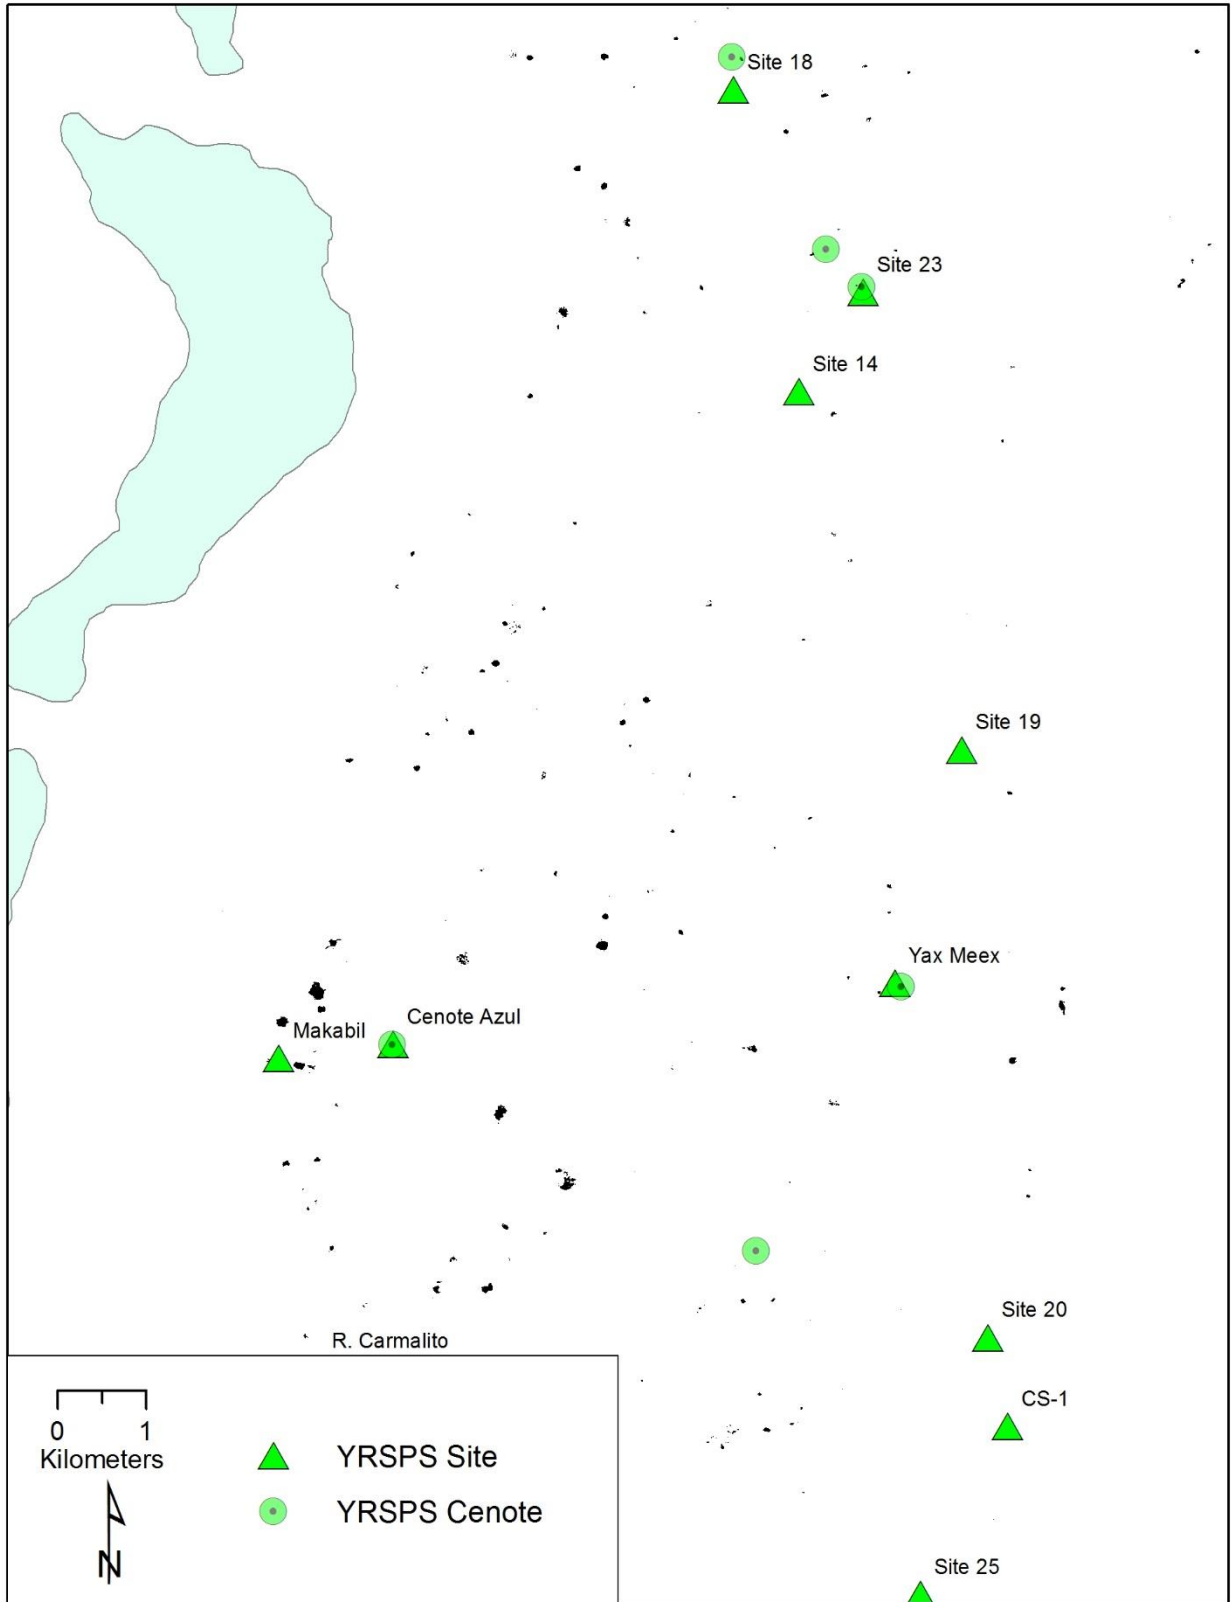 Site 18
Site 23
Site 14
Site 19
Yax Meex
Cenote Azul
Makabil
Site 20
R. Carmalito
CS-1
0 1
Kilometers
YRSPS Site
YRSPS Cenote
N
Site 25